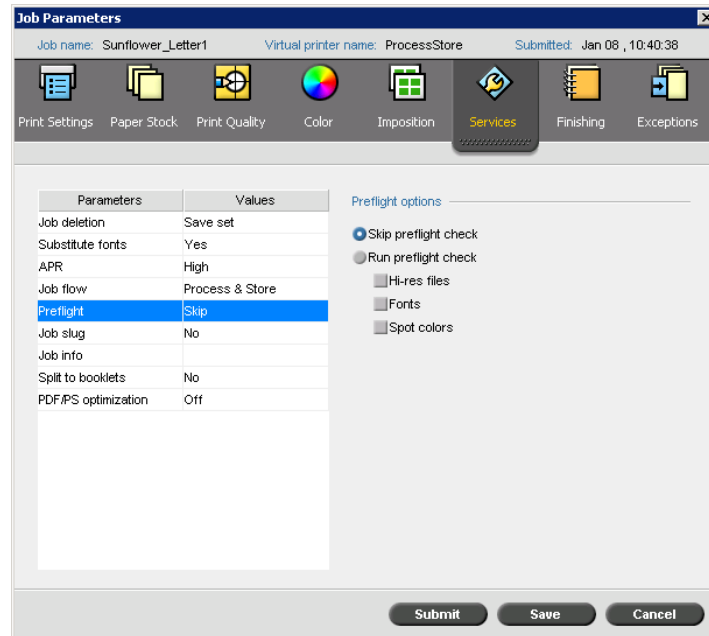 Job Parameters
Job name: Sunflower_Letter1 Virtual printer name: ProcessStore Submitted: Jan 08 , 10:40:38
Print Settings Paper Stock Print Quality Color Imposition Services Finishing Exceptions
Parameters Values
Job deletion Save set
Substitute fonts Yes
APR High
Job flow Process & Store
Preflight Skip
Job slug No
Job info
Split to booklets No
PDF/PS optimization Off
Preflight options
Skip preflight check
Run preflight check
Hi-res files
Fonts
Spot colors
Submit Save Cancel